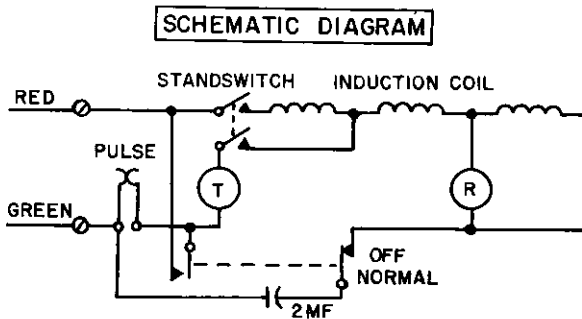 SCHEMATIC DIAGRAM
STANDSWITCH INDUCTION COIL
RED
PULSE
T
R
GREEN
OFF
NORMAL
2MF